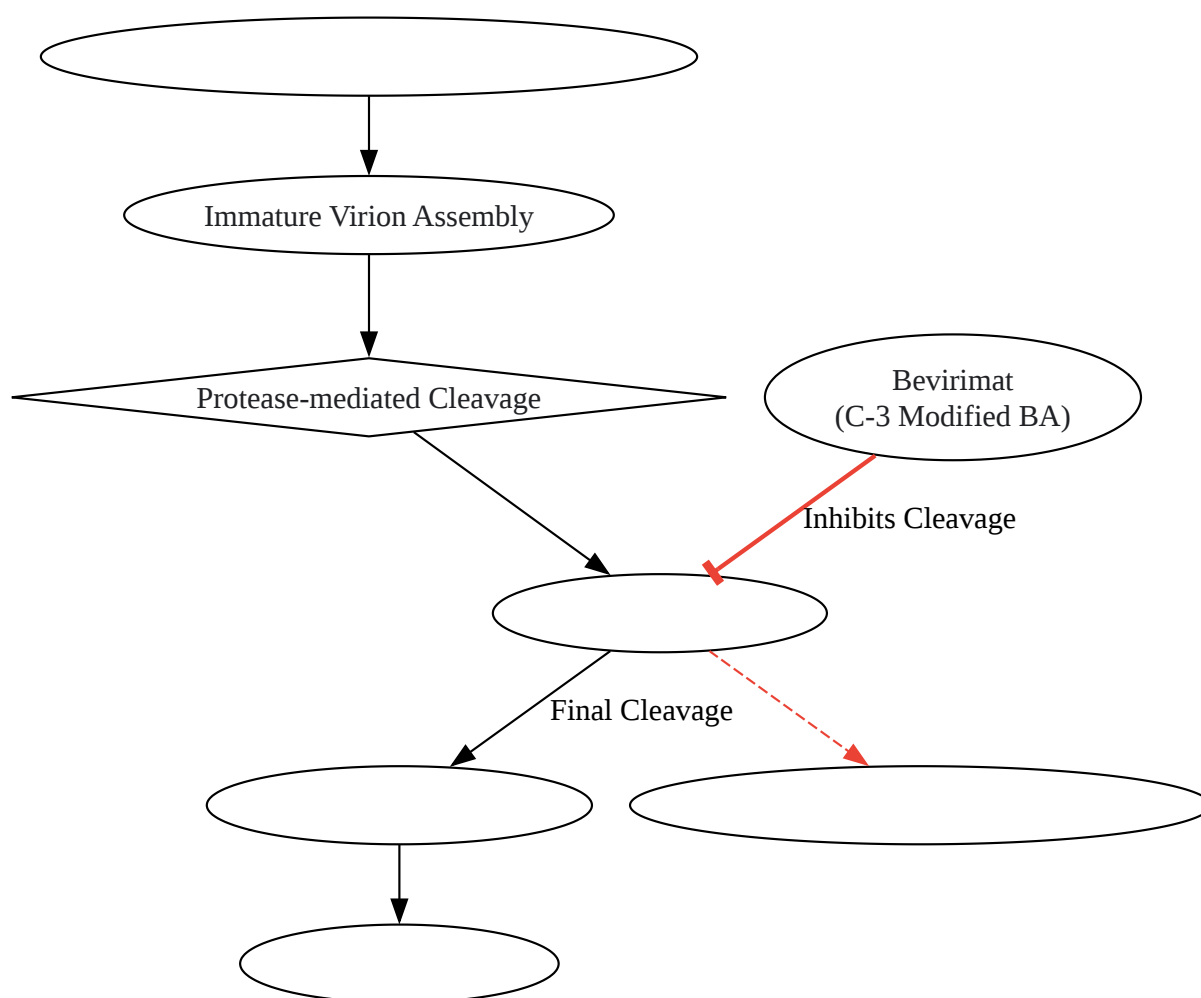 Immature Virion Assembly
Protease-mediated Cleavage
Bevirimat
(C-3 Modified BA)
Inhibits Cleavage
Final Cleavage